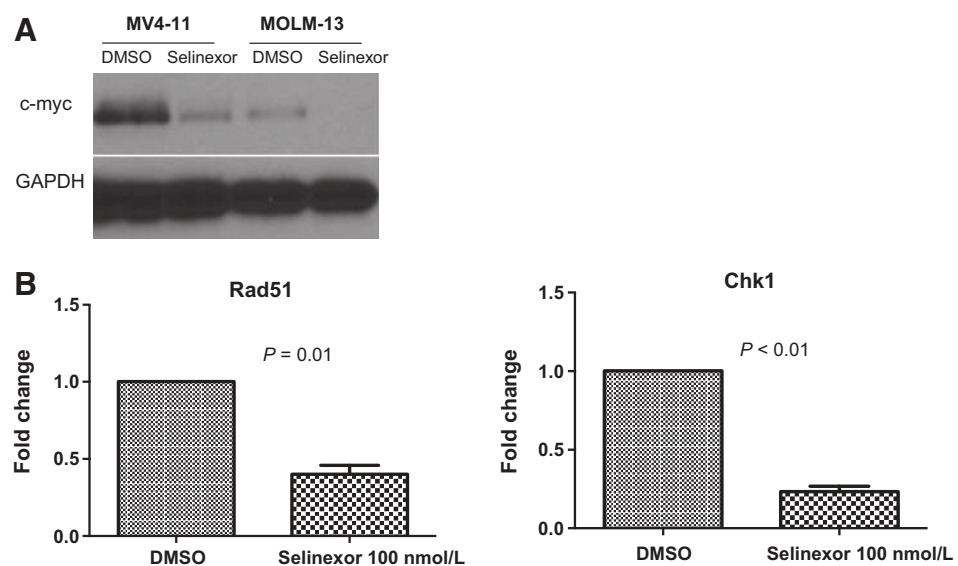 A
MV4-11 MOLM-13
DMSO Selinexor DMSO Selinexor
c-myc
GAPDH
B
Rad51
1.5
1.0
0.5
0.0
Fold change
P = 0.01
DMSO Selinexor 100 nmol/L
Chk1
1.5
1.0
0.5
0.0
Fold change
P < 0.01
DMSO Selinexor 100 nmol/L